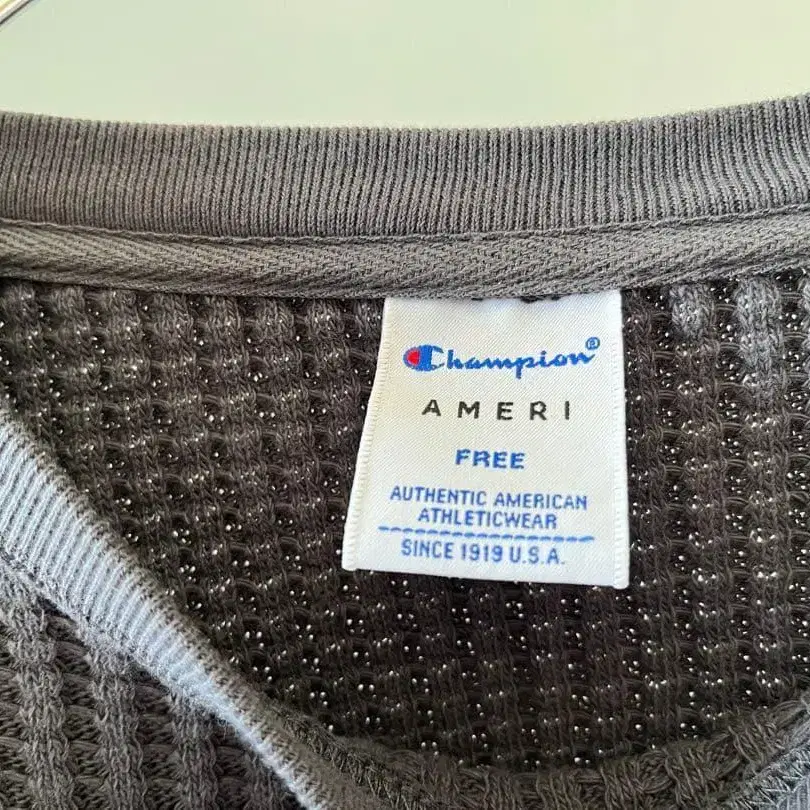 Champion®
AMERI
FREE
AUTHENTIC AMERICAN
ATHLETICWEAR
SINCE 1919 U.S.A.